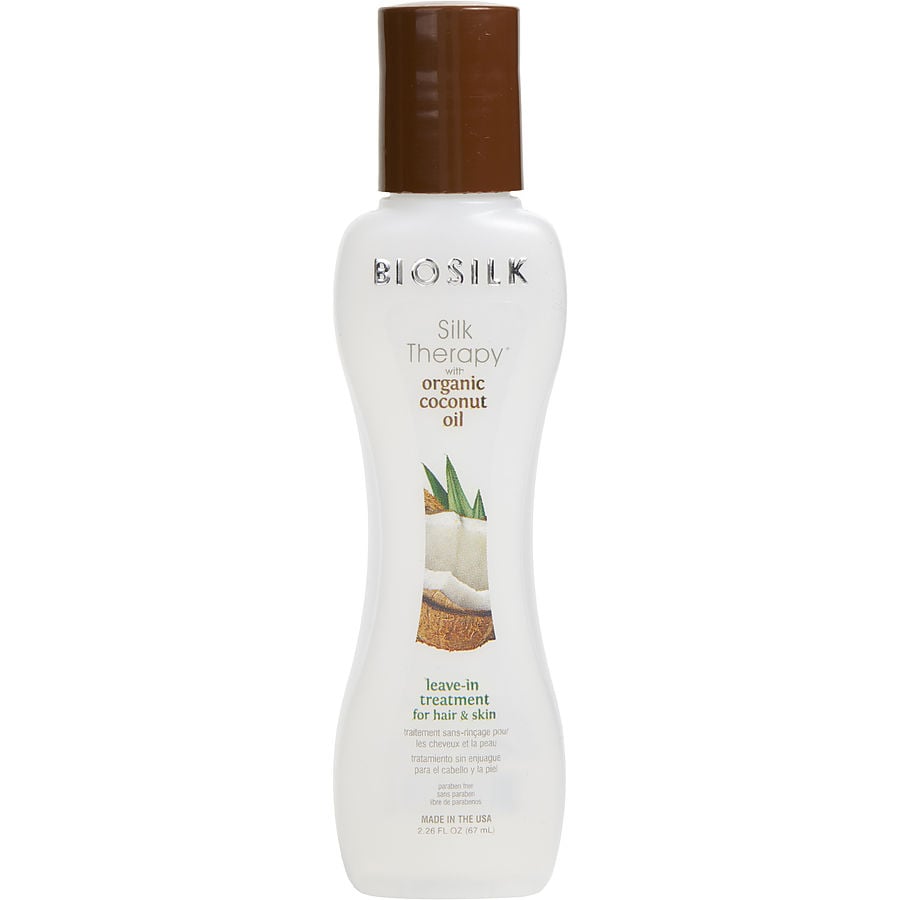 BIOSILK
Silk
Therapy™
with
organic
coconut
oil
leave-in
treatment
for hair & skin
traitement sans-rinçage pour
les cheveux et la peau
tratamiento sin enjuague
para el cabello y la piel
paraben free
sans paraben
libre de parabenos
MADE IN THE USA
2.26 FL OZ (67 mL)